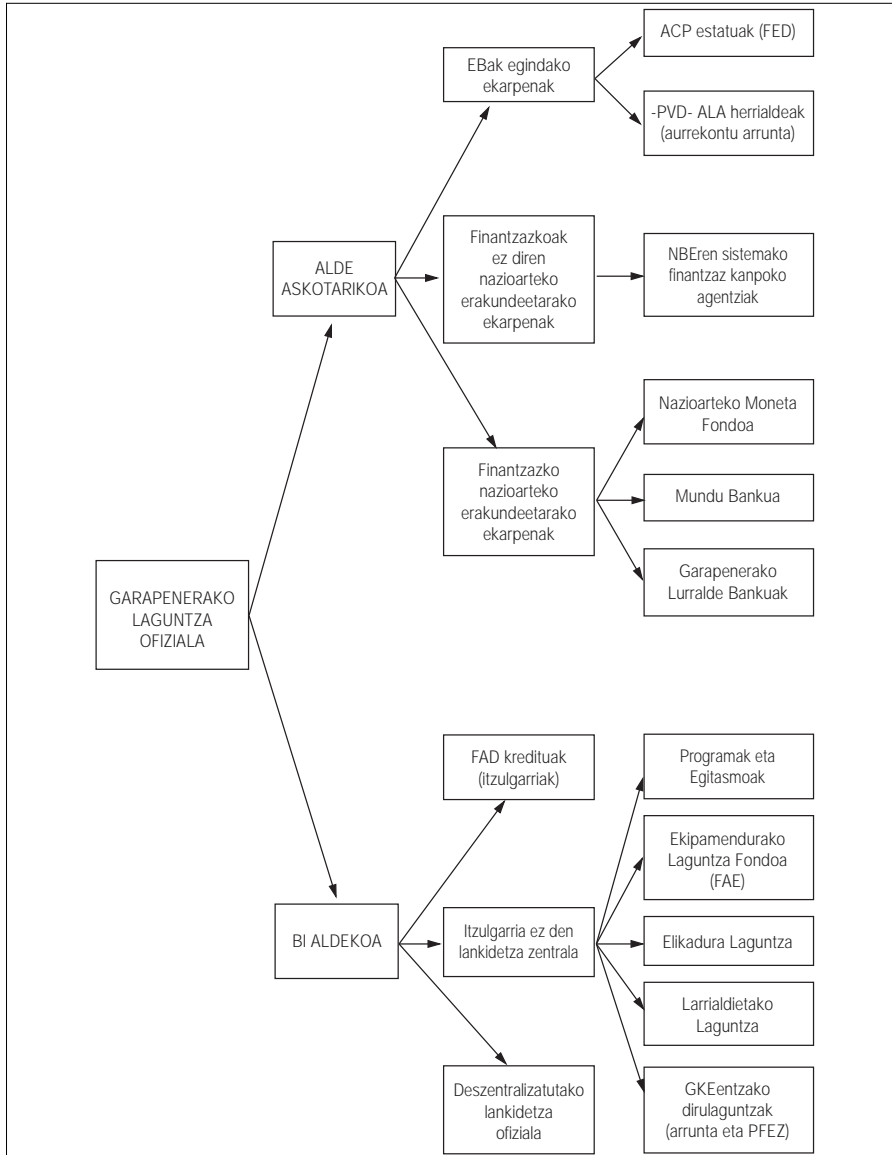 ACP estatuak (FED)
EBak egindako
ekarpenak
-PVD- ALA herrialdeak
(aurrekontu arrunta)
ALDE
ASKOTARIKOA
Finantzazkoak
ez diren
nazioarteko
erakundeetarako
ekarpenak
NBEren sistemako
finantzaz kanpoko
agentziak
Finantzazko
nazioarteko
erakundeetarako
ekarpenak
Nazioarteko Moneta
Fondoa
Mundu Bankua
Garapenerako
Lurralde Bankuak
GARAPENERAKO
LAGUNTZA
OFIZIALA
BI ALDEKOA
FAD kredituak
(itzulgarriak)
Itzulgarria ez den
lankidetza zentrala
Programak eta
Egitasmoak
Ekipamendurako
Laguntza Fondoa
(FAE)
Elikadura Laguntza
Larrialdietako
Laguntza
GKEentzako
dirulaguntzak
(arrunta eta PFEZ)
Deszentralizatutako
lankidetza
ofiziala